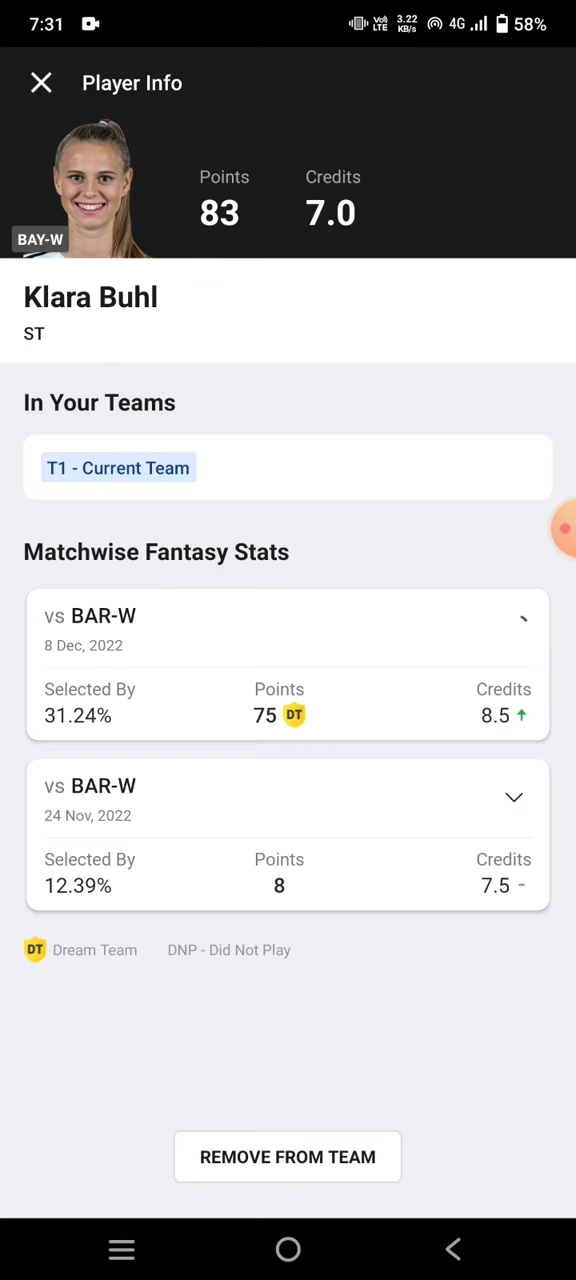 7:31 Vo) LTE 3.22 KB/s 4G 58%
Player Info
Points Credits
83 7.0
BAY-W
Klara Buhl
ST
In Your Teams
T1 - Current Team
Matchwise Fantasy Stats
vs BAR-W
8 Dec, 2022
Selected By Points Credits
31.24% 75 DT 8.5
vs BAR-W
24 Nov, 2022
Selected By Points Credits
12.39% 8 7.5 -
DT Dream Team DNP - Did Not Play
REMOVE FROM TEAM